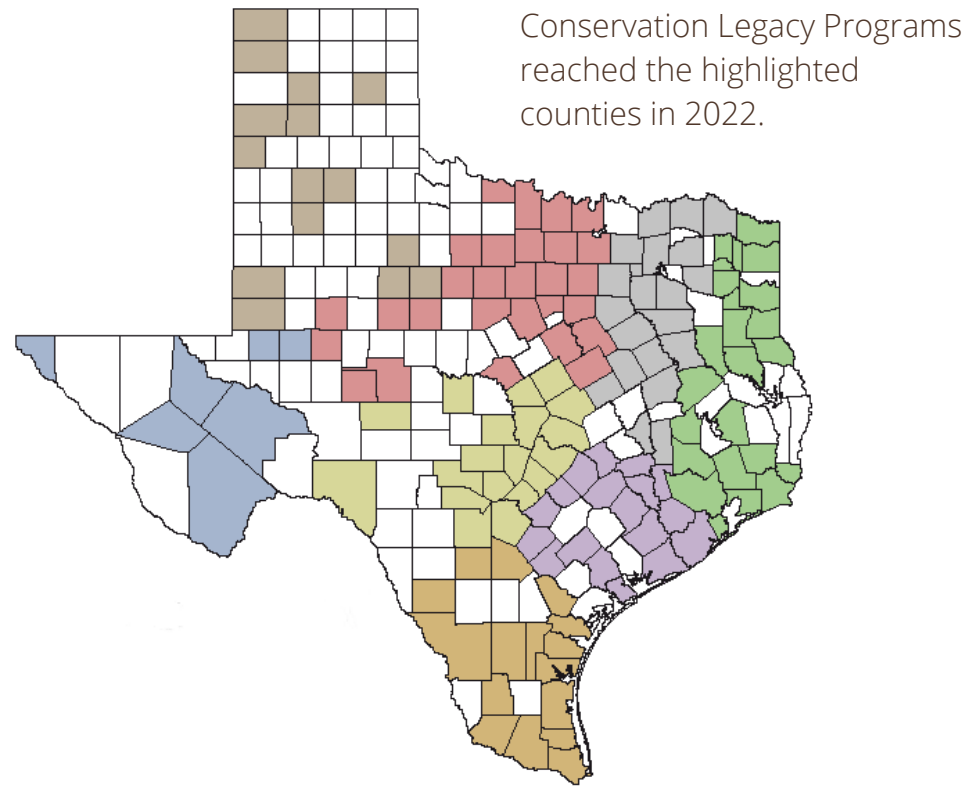 Conservation Legacy Programs
reached the highlighted
counties in 2022.